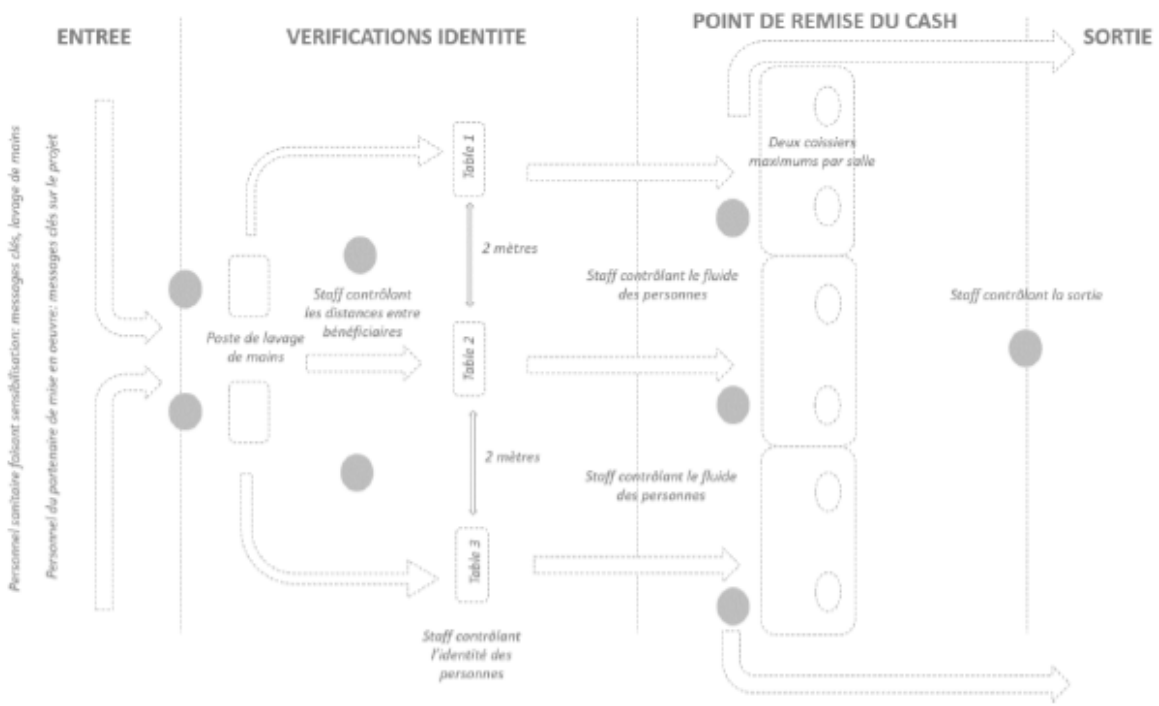 ENTREE
VERIFICATIONS IDENTITE
POINT DE REMISE DU CASH
SORTIE
Personnel sanitaire faisant sensibilisation: messages clés, lavage de mains
Personnel du partenaire de mise en oeuvre: messages clés sur le projet
Poste de lavage
de mains
Staff contrôlant
les distances entre
bénéficiaires
Table 1
2 mètres
Table 2
2 mètres
Table 3
Staff contrôlant
l'identité des
personnes
Deux caissiers
maximums par salle
Staff contrôlant le fluide
des personnes
Staff contrôlant le fluide
des personnes
Staff contrôlant la sortie